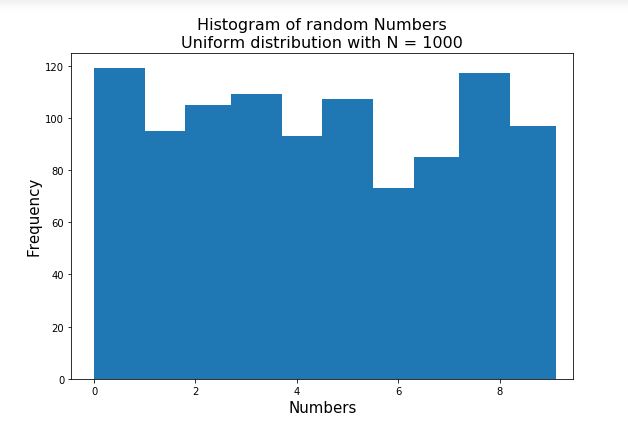 Histogram of random Numbers
Uniform distribution with N = 1000
120
100
80
60
40
20
0
Frequency
0 2 4 6 8
Numbers